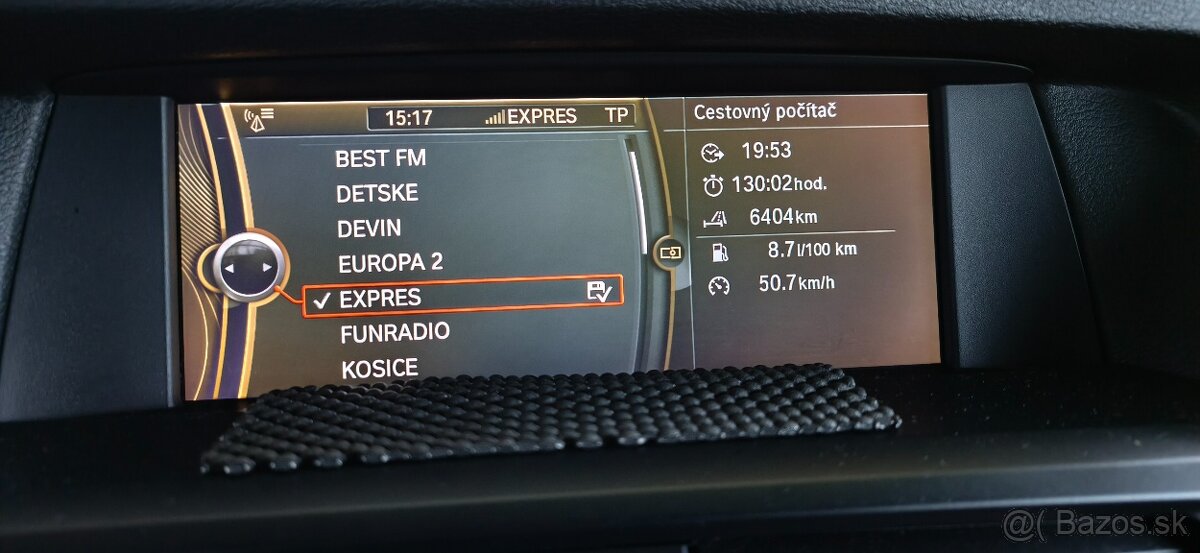 15:17 EXPRES TP
BEST FM
DETSKE
DEVIN
EUROPA 2
EXPRES
FUNRADIO
KOSICE
Cestovný počítač
19:53
130:02hod.
6404km
8.7l/100 km
50.7km/h
@( Bazos.sk